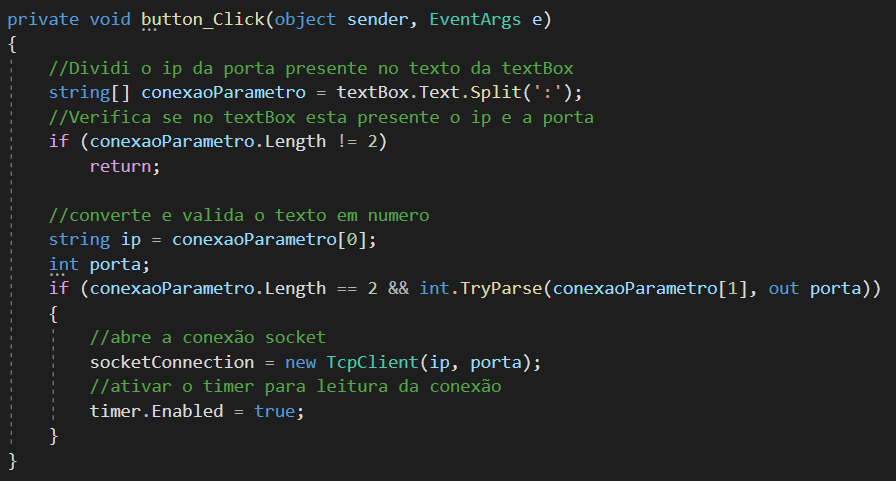 private void button_Click(object sender, EventArgs e)
{
    //Dividi o ip da porta presente no texto da textBox
    string[] conexaoParametro = textBox.Text.Split(':');
    //Verifica se no textBox esta presente o ip e a porta
    if (conexaoParametro.Length != 2)
        return;

    //converte e valida o texto em numero
    string ip = conexaoParametro[0];
    int porta;
    if (conexaoParametro.Length == 2 && int.TryParse(conexaoParametro[1], out porta))
    {
        //abre a conexão socket
        socketConnection = new TcpClient(ip, porta);
        //ativar o timer para leitura da conexão
        timer.Enabled = true;
    }
}